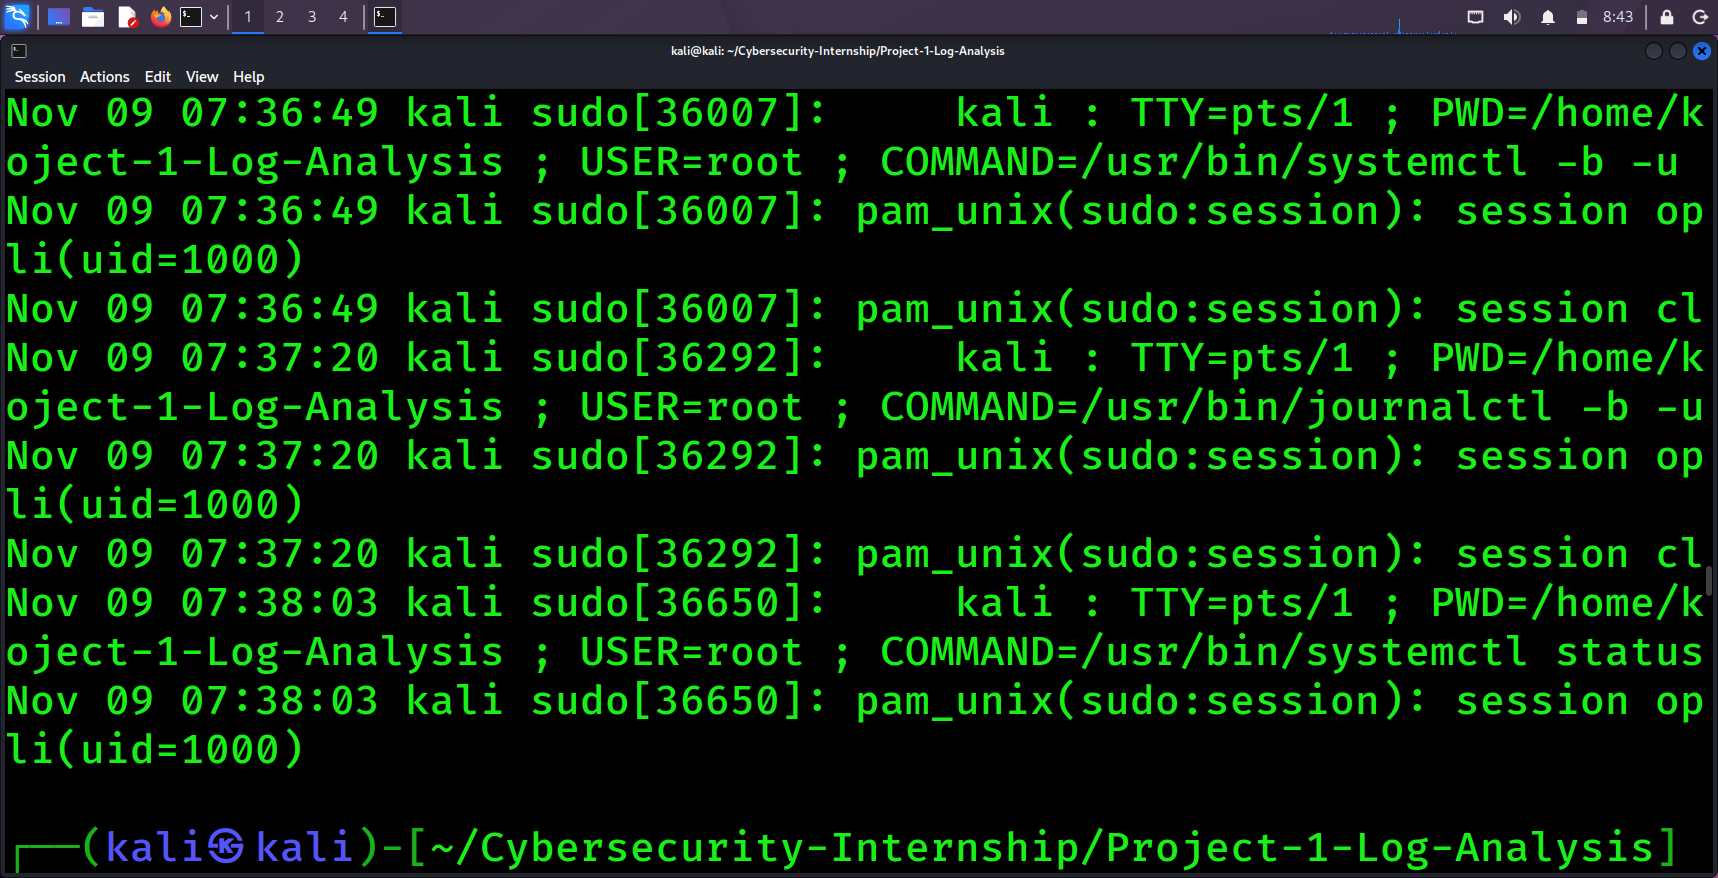 1 2 3 4 8:43
kali@kali: ~/Cybersecurity-Internship/Project-1-Log-Analysis
Session Actions Edit View Help
Nov 09 07:36:49 kali sudo[36007]:     kali : TTY=pts/1 ; PWD=/home/k
oject-1-Log-Analysis ; USER=root ; COMMAND=/usr/bin/systemctl -b -u
Nov 09 07:36:49 kali sudo[36007]: pam_unix(sudo:session): session op
li(uid=1000)
Nov 09 07:36:49 kali sudo[36007]: pam_unix(sudo:session): session cl
Nov 09 07:37:20 kali sudo[36292]:     kali : TTY=pts/1 ; PWD=/home/k
oject-1-Log-Analysis ; USER=root ; COMMAND=/usr/bin/journalctl -b -u
Nov 09 07:37:20 kali sudo[36292]: pam_unix(sudo:session): session op
li(uid=1000)
Nov 09 07:37:20 kali sudo[36292]: pam_unix(sudo:session): session cl
Nov 09 07:38:03 kali sudo[36650]:     kali : TTY=pts/1 ; PWD=/home/k
oject-1-Log-Analysis ; USER=root ; COMMAND=/usr/bin/systemctl status
Nov 09 07:38:03 kali sudo[36650]: pam_unix(sudo:session): session op
li(uid=1000)
┌──(kali㉿kali)-[~/Cybersecurity-Internship/Project-1-Log-Analysis]